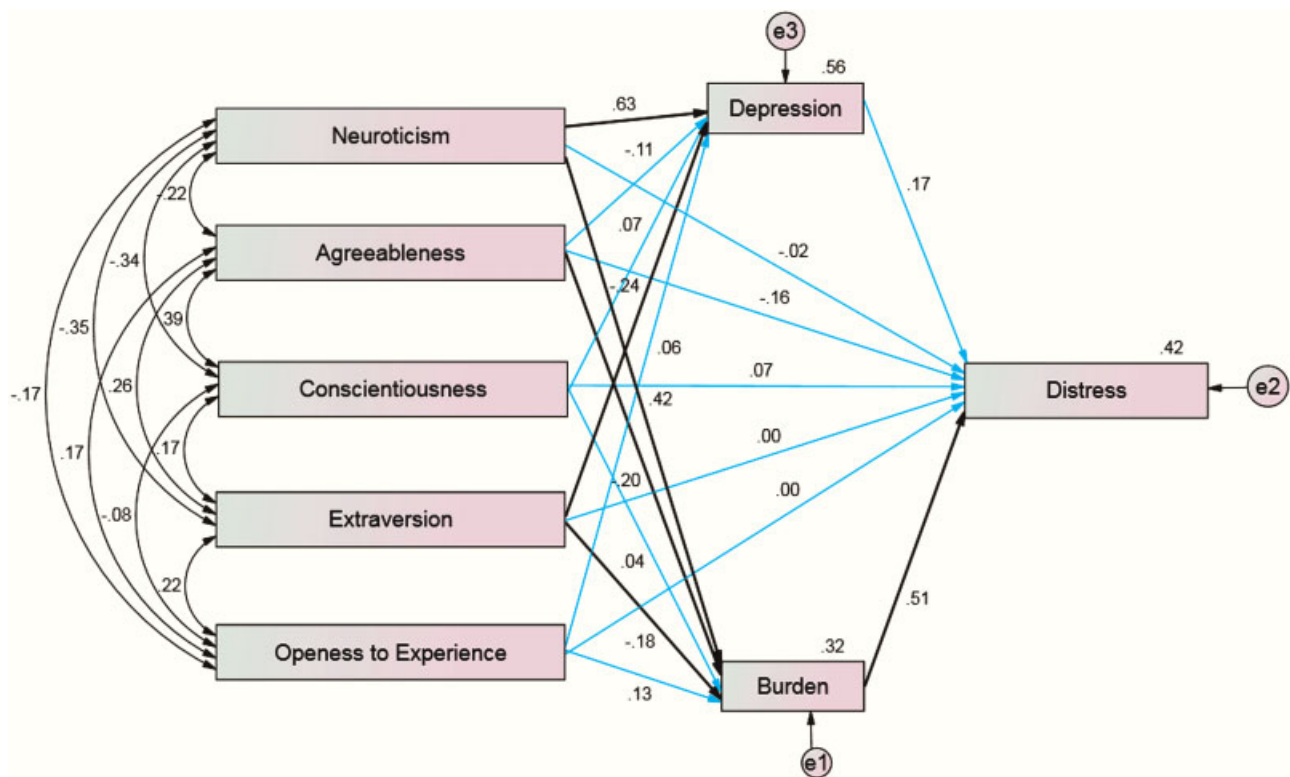 e3
.56
Depression
.63
Neuroticism
-.11
.17
-.22
.07
Agreeableness
-.02
-.34
-.24
-.16
-.35
.39
.06
.42
.07
Distress
e2
-.17
.26
Conscientiousness
.42
.17
.17
.00
-.20
.00
-.08
Extraversion
.04
.22
.51
-.18
.32
Openess to Experience
.13
Burden
e1